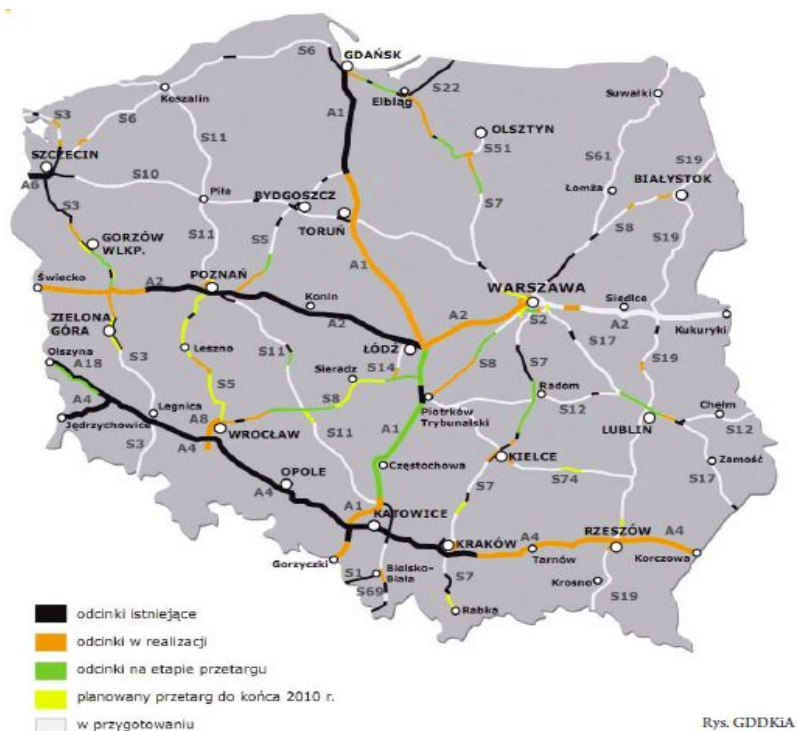 GDAŃSK
S6
S22
Elbląg
Suwałki
Koszalin
S3
S6
A1
OLSZTYN
S11
S51
S61
S19
SZCZECIN
S10
Piła
BYDGOSZCZ
Łomża
BIAŁYSTOK
A6
S3
TORUŃ
S7
S8
S19
GORZÓW
WLKP.
S11
S5
A1
Świecko
A2
POZNAŃ
Konin
WARSZAWA
Siedlce
A2
A2
S2
A2
Kukuryki
ZIELONA
GÓRA
Leszno
S11
ŁÓDŹ
S17
Olszyna
S3
Sieradz
S14
S8
S7
S19
A18
S5
S8
Radom
A4
Legnica
A8
Piotrków
Trybunalski
S12
Chełm
Jędrzychowice
WROCŁAW
S11
A1
LUBLIN
S12
S3
A4
KIELCE
Zamość
OPOLE
Częstochowa
S74
S17
A4
S7
A1
KATOWICE
RZESZÓW
KRAKÓW
A4
A4
Gorzyczki
Tarnów
Korczowa
S1
Bielsko-
Biała
S7
Krosno
S69
Rabka
S19
odcinki istniejące
odcinki w realizacji
odcinki na etapie przetargu
planowany przetarg do końca 2010 r.
w przygotowaniu
Rys. GDDKiA